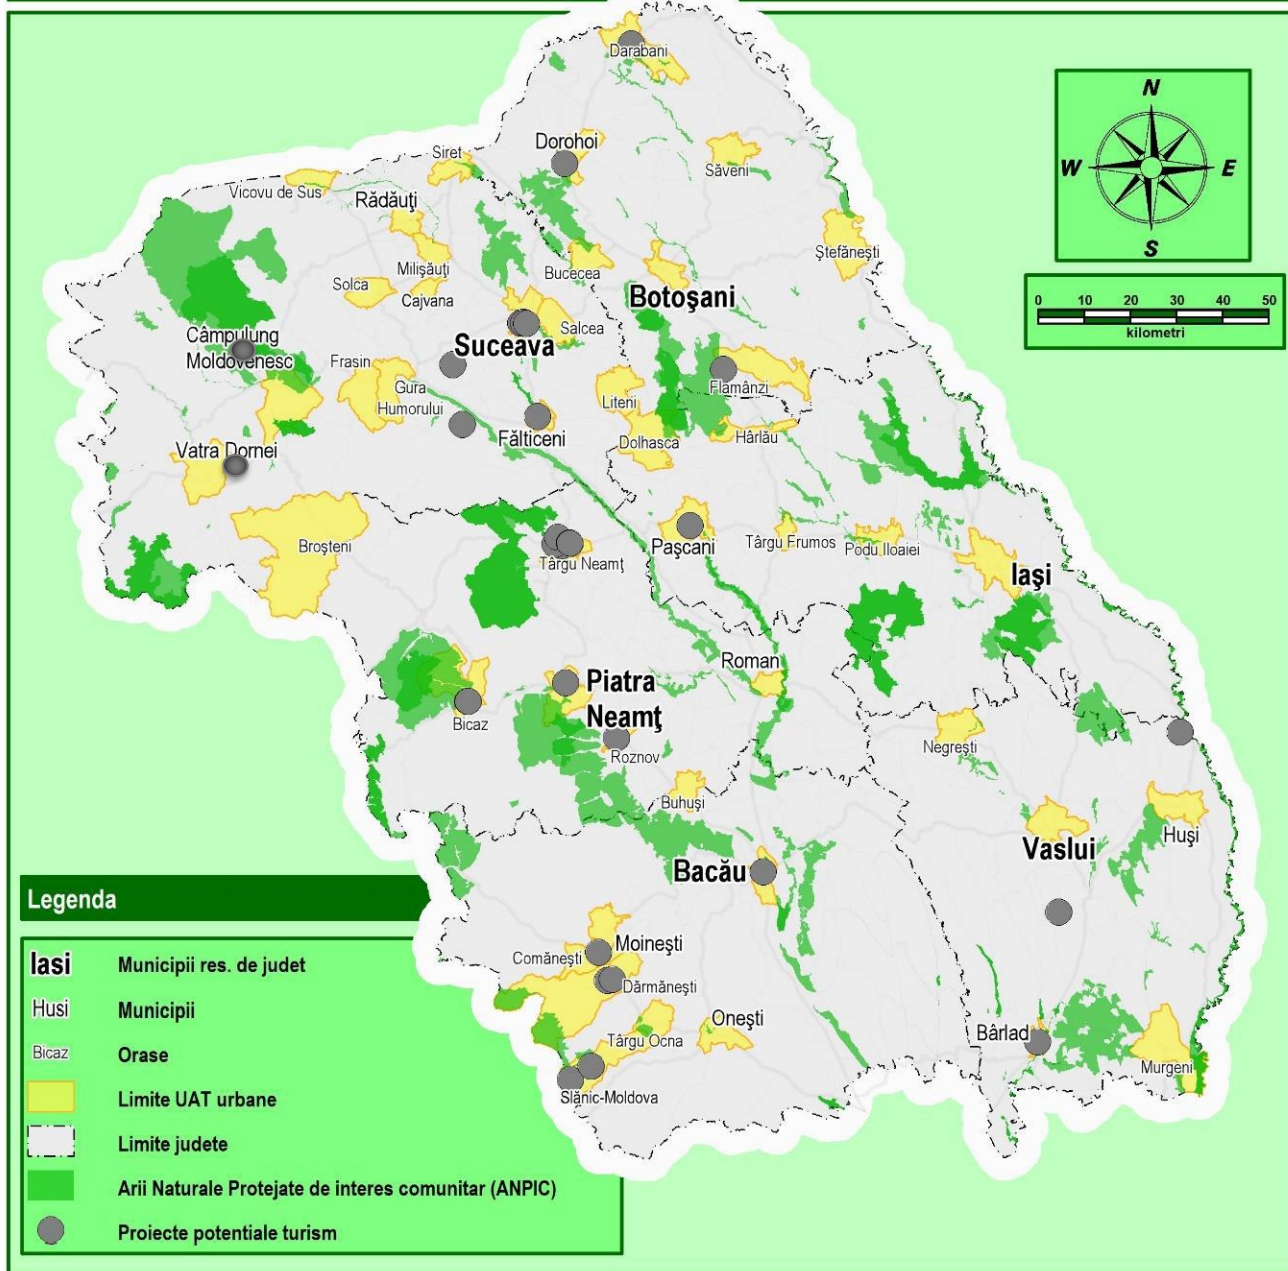 Darabani
N
Dorohoi
Siret
Săveni
W
E
Vicovu de Sus
Rădăuţi
S
Ştefăneşti
Milişăuţi
Bucecea
Solca
Cajvana
Botoşani
0 10 20 30 40 50
kilometri
Salcea
Câmpulung
Moldovenesc
Suceava
Frasin
Gura
Humorului
Flamânzi
Literii
Fălticeni
Hârlău
Dolhasca
Vatra Dornei
Broşteni
Paşcani
Târgu Frumos
Podu Iloaiei
Târgu Neamţ
Iaşi
Roman
Piatra
Neamţ
Bicaz
Roznov
Negreşti
Buhuşi
Huşi
Vaslui
Bacău
Moineşti
Comăneşti
Dărmăneşti
Oneşti
Târgu Ocna
Bârlad
Murgeni
Slănic-Moldova
Legenda
Iasi Municipii res. de judet
Husi Municipii
Bicaz Orase
Limite UAT urbane
Limite judete
Arii Naturale Protejate de interes comunitar (ANPIC)
Proiecte potentiale turism